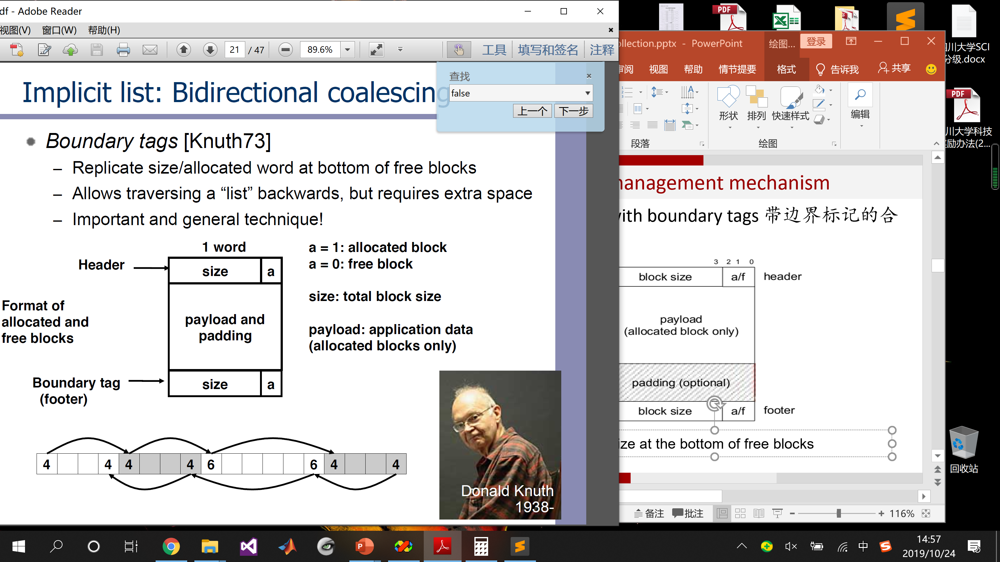 df - Adobe Reader
视图(V) 窗口(W) 帮助(H)
21 / 47
89.6%
工具 填写和签名 注释
查找
false
上一个 下一步
Implicit list: Bidirectional coalescing
Boundary tags [Knuth73]
– Replicate size/allocated word at bottom of free blocks
– Allows traversing a “list” backwards, but requires extra space
– Important and general technique!
1 word
Header
size a
a = 1: allocated block
a = 0: free block
size: total block size
Format of
allocated and
free blocks
payload and
padding
payload: application data
(allocated blocks only)
Boundary tag
(footer)
size a
4 4 4 4 6 6 4 4
Donald Knuth
1938-
ollection.pptx - PowerPoint
绘图... 登录
审阅 视图 帮助 情节提要 格式 告诉我 共享
形状 排列 快速样式 编辑
段落 绘图
management mechanism
with boundary tags 带边界标记的合
3 2 1 0
block size a/f header
payload
(allocated block only)
padding (optional)
block size a/f footer
ize at the bottom of free blocks
备注 批注 116%
PDF
川大学SCI
分级.docx
PDF
川大学科技
励办法(2...
回收站
中
14:57
2019/10/24